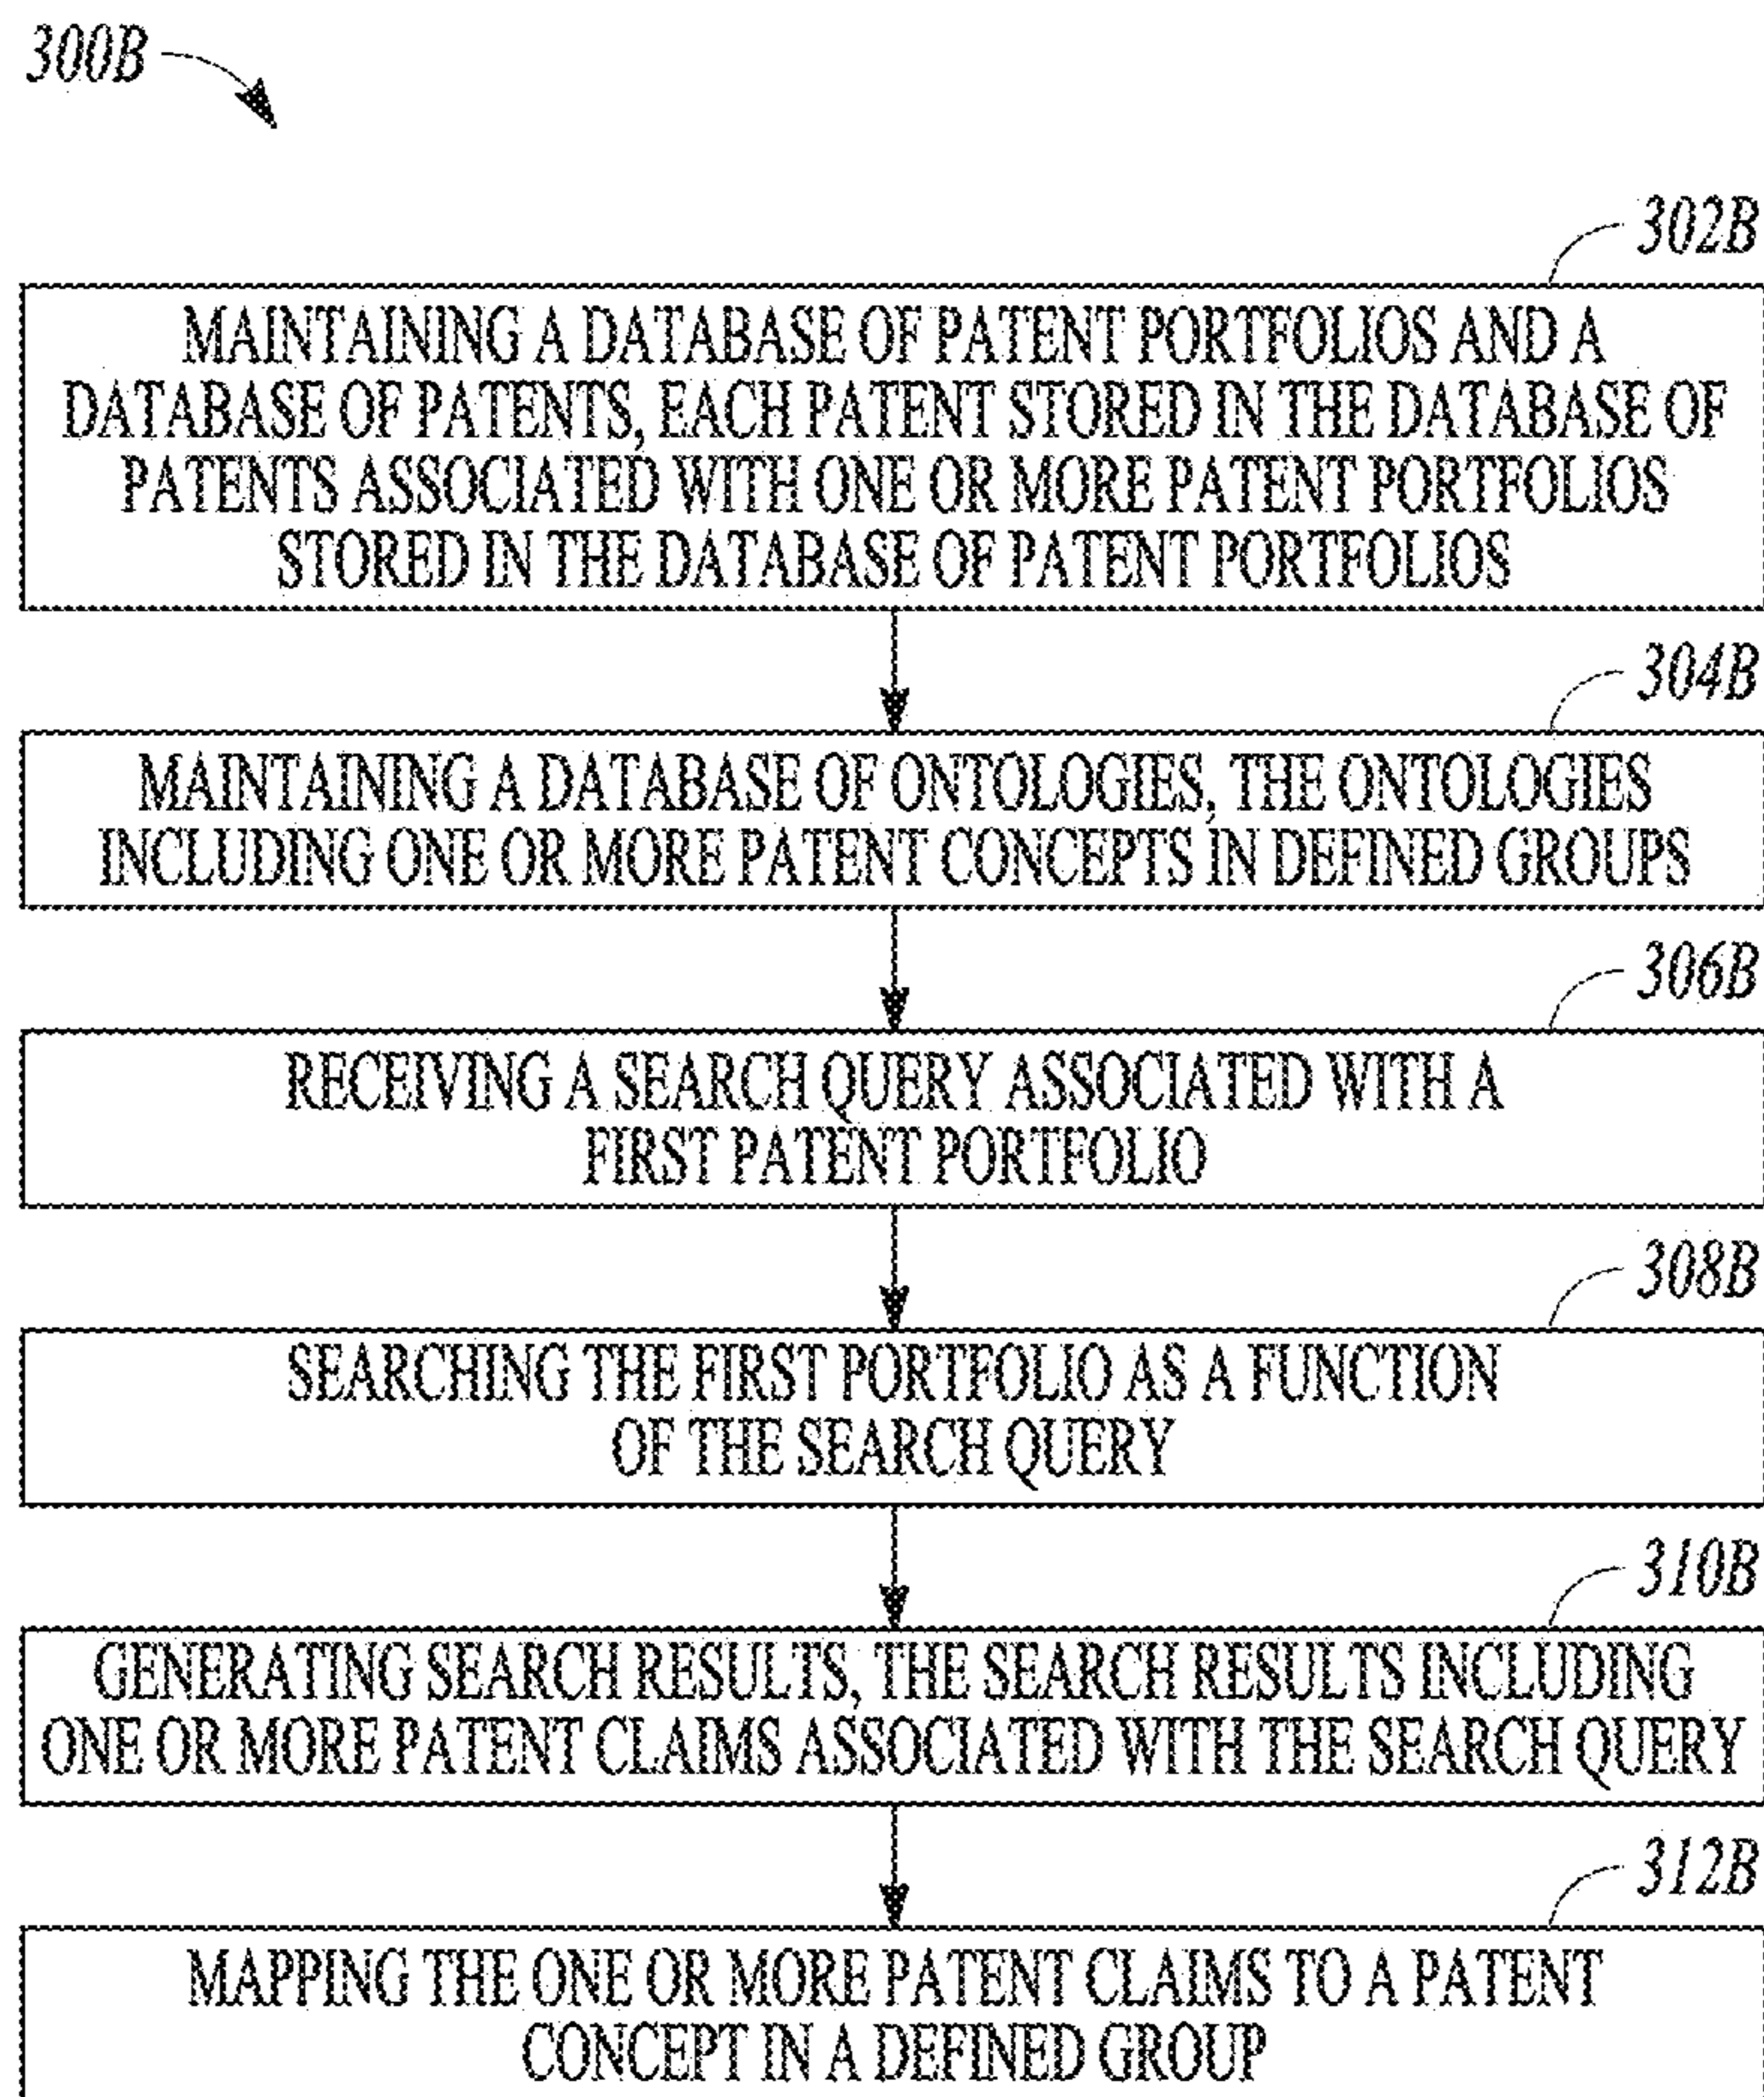 300B
302B
MAINTAINING A DATABASE OF PATENT PORTFOLIOS AND A
DATABASE OF PATENTS, EACH PATENT STORED IN THE DATABASE OF
PATENTS ASSOCIATED WITH ONE OR MORE PATENT PORTFOLIOS
STORED IN THE DATABASE OF PATENT PORTFOLIOS
304B
MAINTAINING A DATABASE OF ONTOLOGIES, THE ONTOLOGIES
INCLUDING ONE OR MORE PATENT CONCEPTS IN DEFINED GROUPS
306B
RECEIVING A SEARCH QUERY ASSOCIATED WITH A
FIRST PATENT PORTFOLIO
308B
SEARCHING THE FIRST PORTFOLIO AS A FUNCTION
OF THE SEARCH QUERY
310B
GENERATING SEARCH RESULTS, THE SEARCH RESULTS INCLUDING
ONE OR MORE PATENT CLAIMS ASSOCIATED WITH THE SEARCH QUERY
312B
MAPPING THE ONE OR MORE PATENT CLAIMS TO A PATENT
CONCEPT IN A DEFINED GROUP